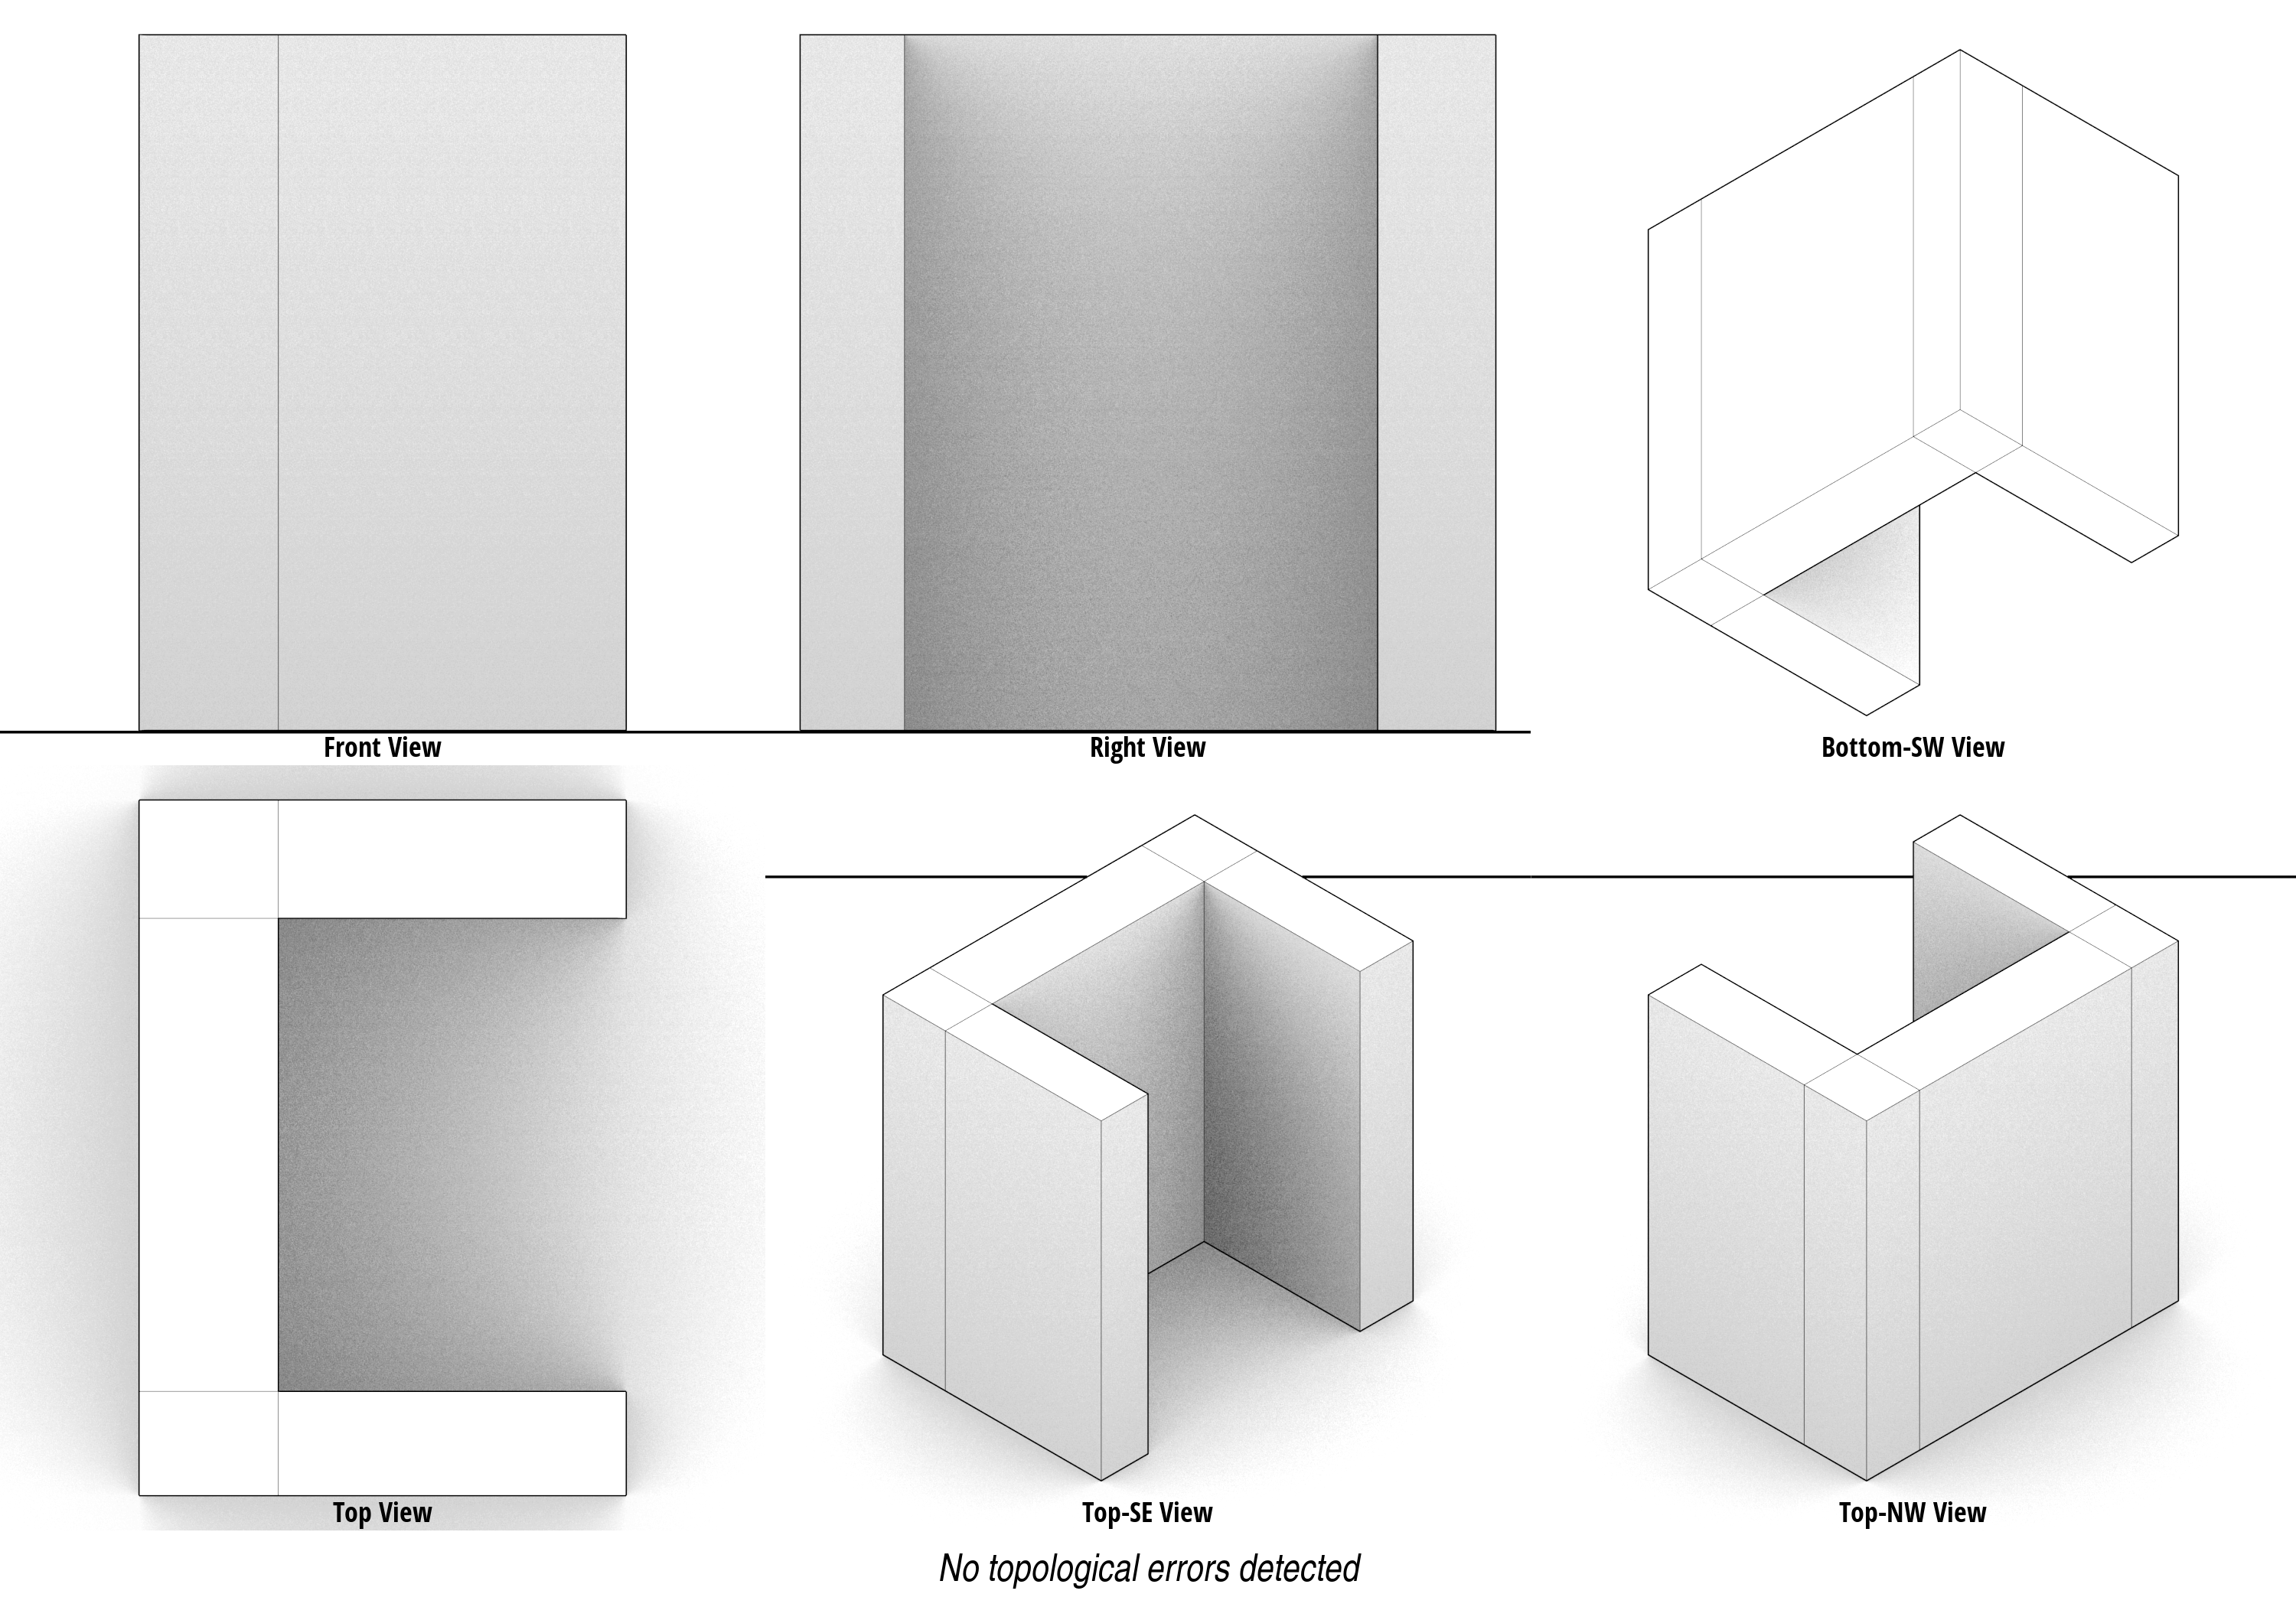 Front View
Right View
Bottom-SW View
Top View
Top-SE View
Top-NW View
No topological errors detected